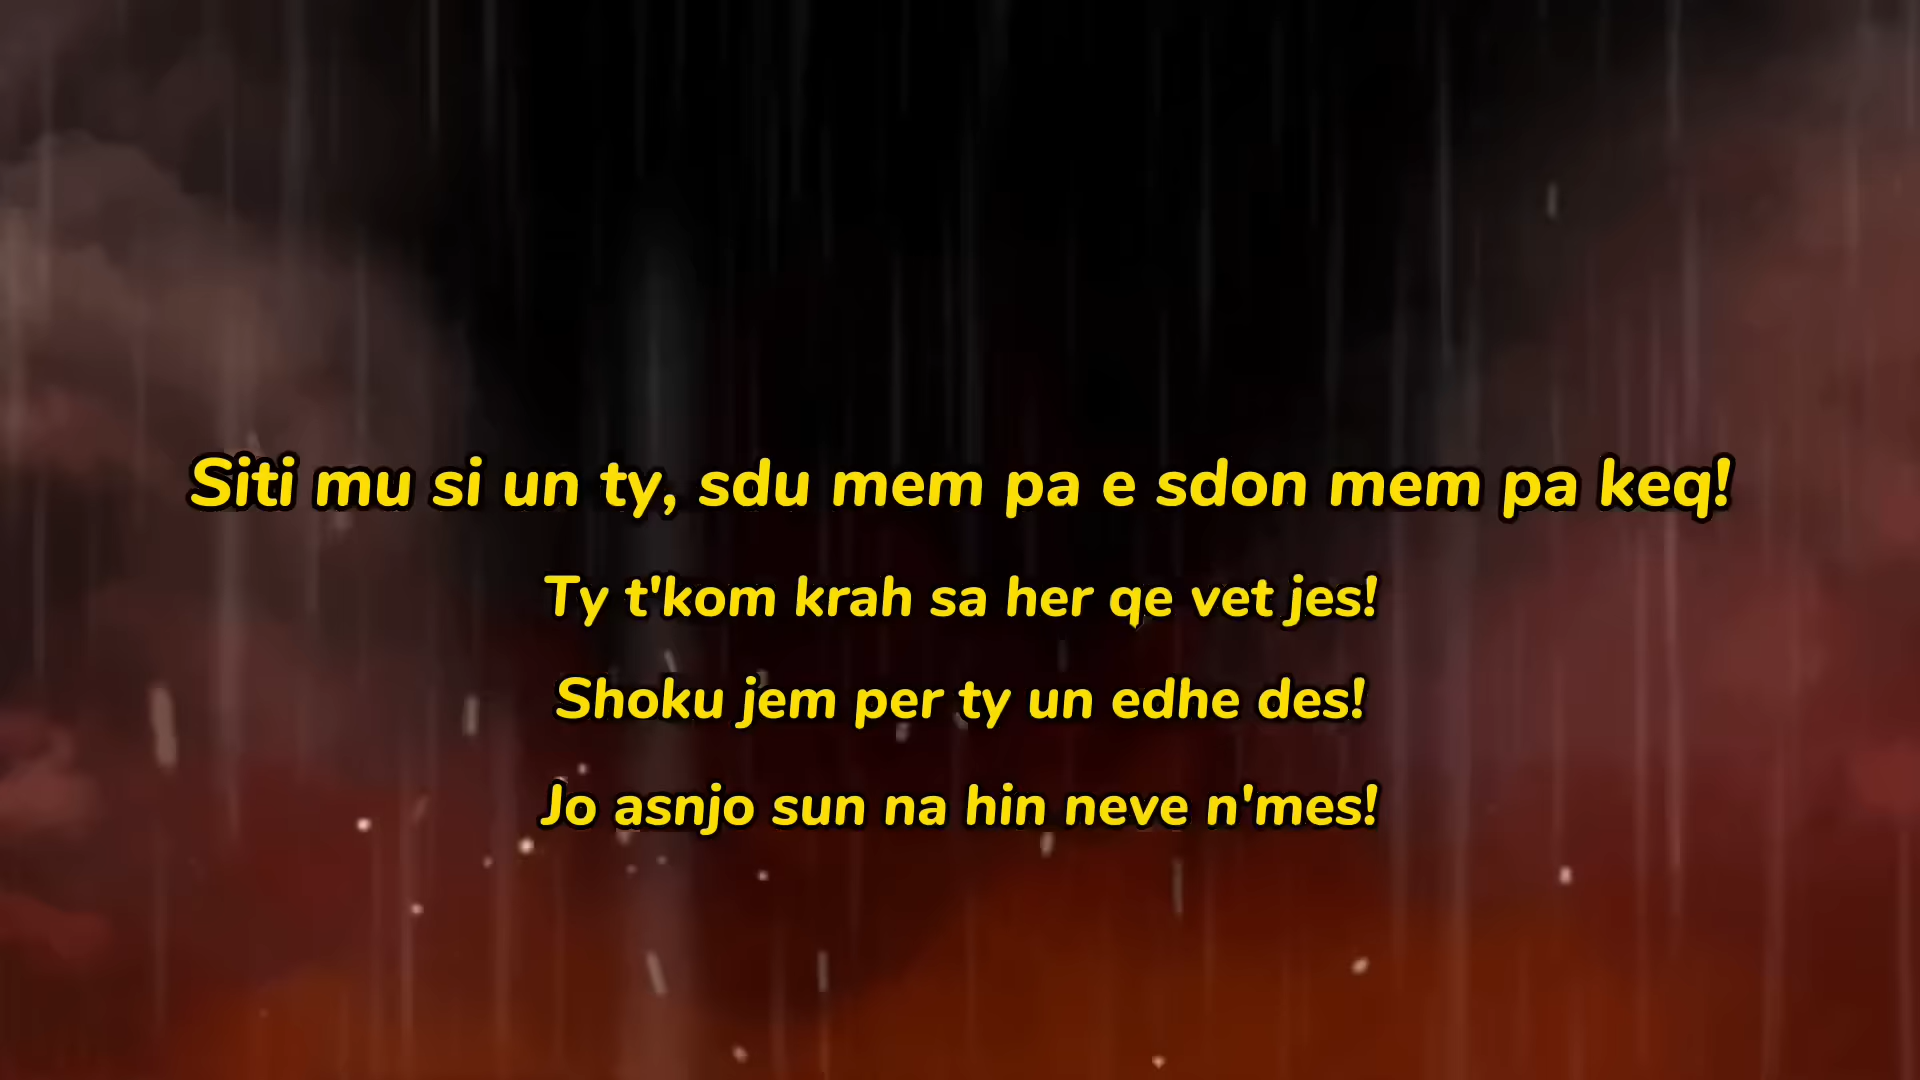 Siti mu si un ty, sdu mem pa e sdon mem pa keq!
Ty t'kom krah sa her qe vet jes!
Shoku jem per ty un edhe des!
Jo asnjo sun na hin neve n'mes!